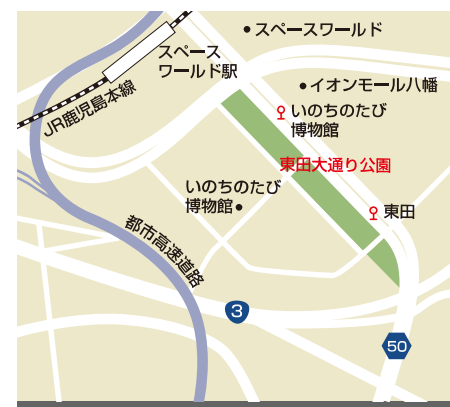 スペースワールド
スペース
ワールド駅
イオンモール八幡
JR鹿児島本線
いのちのたび
博物館
東田大通り公園
いのちのたび
博物館
東田
都市高速道路
3
50